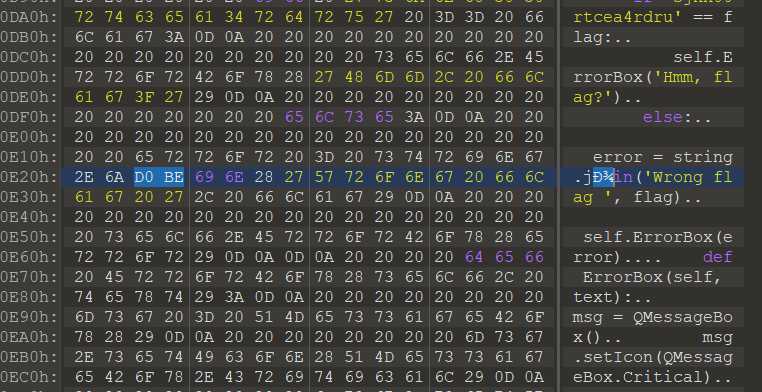 0DA0h: 72 74 63 65 61 34 72 64 72 75 27 20 3D 3D 20 66 rtcea4rdru' == f
0DB0h: 6C 61 67 3A 0D 0A 20 20 20 20 20 20 20 20 20 20 lag:..
0DC0h: 20 20 20 20 20 20 20 20 20 20 73 65 6C 66 2E 45 self.E
0DD0h: 72 72 6F 72 42 6F 78 28 27 48 6D 6D 2C 20 66 6C rrorBox('Hmm, fl
0DE0h: 61 67 3F 27 29 0D 0A 20 20 20 20 20 20 20 20 20 ag?')..
0DF0h: 20 20 20 20 20 20 20 65 6C 73 65 3A 0D 0A 20 20 else:..
0E00h: 20 20 20 20 20 20 20 20 20 20 20 20 20 20 20 20
0E10h: 20 20 65 72 72 6F 72 20 3D 20 73 74 72 69 6E 67 error = string
0E20h: 2E 6A D0 BE 69 6E 28 27 57 72 6F 6E 67 20 66 6C .jÐ¾in('Wrong fl
0E30h: 61 67 20 27 2C 20 66 6C 61 67 29 0D 0A 20 20 20 ag ', flag)..
0E40h: 20 20 20 20 20 20 20 20 20 20 20 20 20 20 20 20
0E50h: 20 73 65 6C 66 2E 45 72 72 6F 72 42 6F 78 28 65 self.ErrorBox(e
0E60h: 72 72 6F 72 29 0D 0A 0D 0A 20 20 20 20 64 65 66 rror).... def
0E70h: 20 45 72 72 6F 72 42 6F 78 28 73 65 6C 66 2C 20 ErrorBox(self,
0E80h: 74 65 78 74 29 3A 0D 0A 20 20 20 20 20 20 20 20 text):..
0E90h: 6D 73 67 20 3D 20 51 4D 65 73 73 61 67 65 42 6F msg = QMessageBo
0EA0h: 78 28 29 0D 0A 20 20 20 20 20 20 20 20 6D 73 67 x().. msg
0EB0h: 2E 73 65 74 49 63 6F 6E 28 51 4D 65 73 73 61 67 .setIcon(QMessag
0EC0h: 65 42 6F 78 2E 43 72 69 74 69 63 61 6C 29 0D 0A eBox.Critical)..